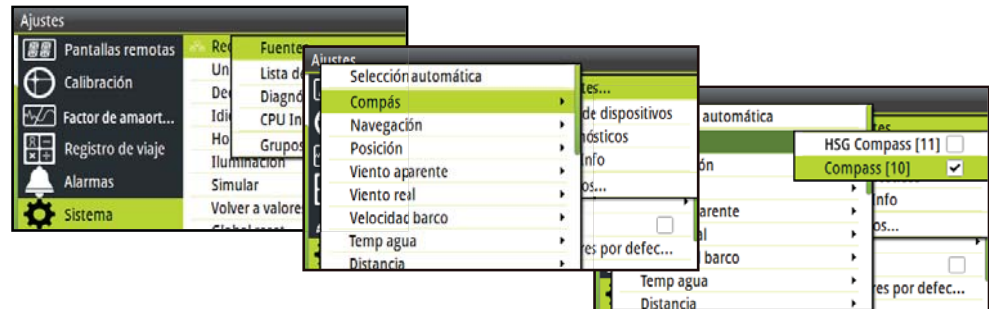 Ajustes
Pantallas remotas
Calibración
Factor de amaort...
Registro de viaje
Alarmas
Sistema
Iluminación
Simular
Volver a valore
Fuentes
Lista de
Diagnó
CPU In
Grupos
Ajustes
Selección automática
Compás
Navegación
Posición
Viento aparente
Viento real
Velocidad barco
Temp agua
Distancia
tes...
de dispositivos
nósticos
Info
os...
res por defec...
automática
ón
arente
al
barco
Temp agua
Distancia
HSG Compass [11]
Compass [10]
Info
os...
res por defec...